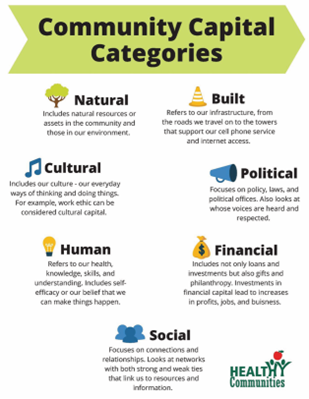 Community Capital
Categories
Natural
Includes natural resources or
assets in the community and
those in our environment.
Built
Refers to our infrastructure, from
the roads we travel on to the towers
that support our cell phone service
and internet access.
Cultural
Includes our culture - our everyday
ways of thinking and doing things.
For example, work ethic can be
considered cultural capital.
Political
Focuses on policy, laws, and
political offices. Also looks at
whose voices are heard and
respected.
Human
Refers to our health,
knowledge, skills, and
understanding. Includes self-
efficacy or our belief that we
can make things happen.
Financial
Includes not only loans and
investments but also gifts and
philanthropy. Investments in
financial capital lead to increases
in profits, jobs, and buisness.
Social
Focuses on connections and
relationships. Looks at networks
with both strong and weak ties
that link us to resources and
information.
HEALTHY
Communities